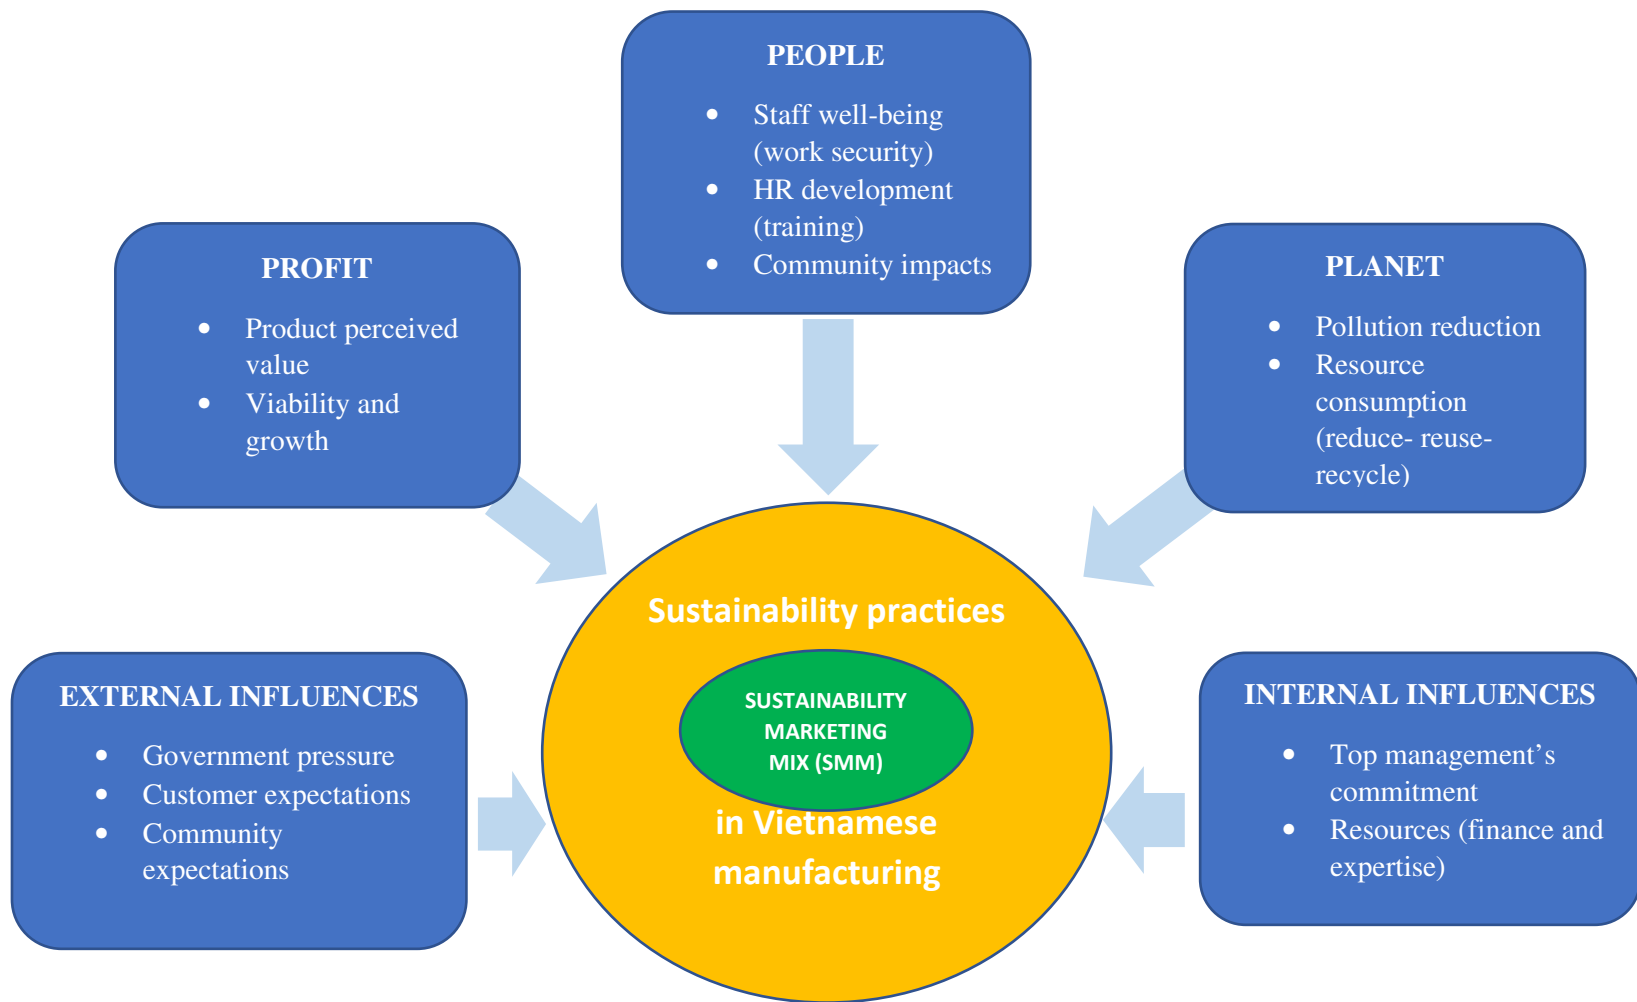 PEOPLE
• Staff well-being
(work security)
• HR development
(training)
• Community impacts
PROFIT
• Product perceived
value
• Viability and
growth
PLANET
• Pollution reduction
• Resource
consumption
(reduce- reuse-
recycle)
Sustainability practices
SUSTAINABILITY
MARKETING
MIX (SMM)
in Vietnamese
manufacturing
EXTERNAL INFLUENCES
• Government pressure
• Customer expectations
• Community
expectations
INTERNAL INFLUENCES
• Top management’s
commitment
• Resources (finance and
expertise)